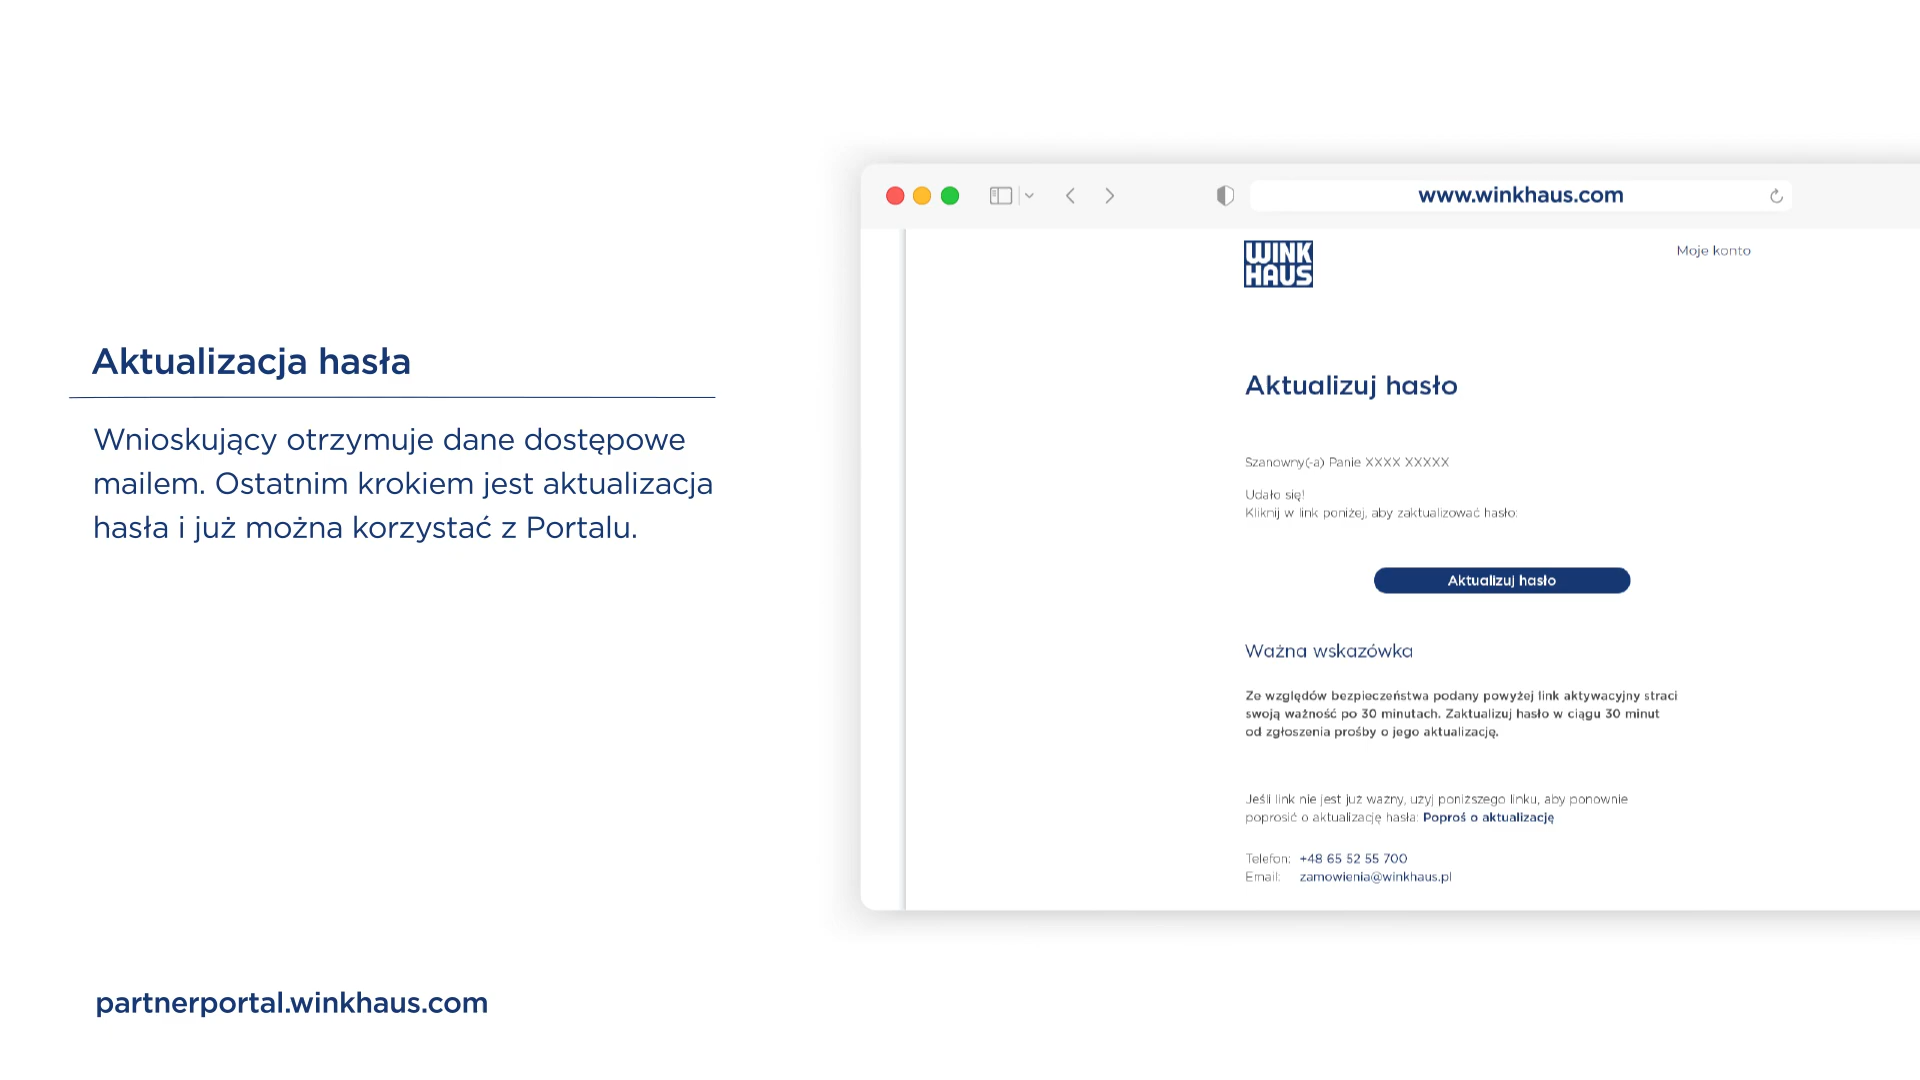 Aktualizacja hasła
Wnioskujący otrzymuje dane dostępowe
mailem. Ostatnim krokiem jest aktualizacja
hasła i już można korzystać z Portalu.
partnerportal.winkhaus.com
www.winkhaus.com
WINK
HAUS
Moje konto
Aktualizuj hasło
Szanowny(-a) Panie XXXX XXXXX
Udało się!
Kliknij w link poniżej, aby zaktualizować hasło:
Aktualizuj hasło
Ważna wskazówka
Ze względów bezpieczeństwa podany powyżej link aktywacyjny straci
swoją ważność po 30 minutach. Zaktualizuj hasło w ciągu 30 minut
od zgłoszenia prośby o jego aktualizację.
Jeśli link nie jest już ważny, użyj poniższego linku, aby ponownie
poprosić o aktualizację hasła: Poproś o aktualizację
Telefon: +48 65 52 55 700
Email: zamowienia@winkhaus.pl